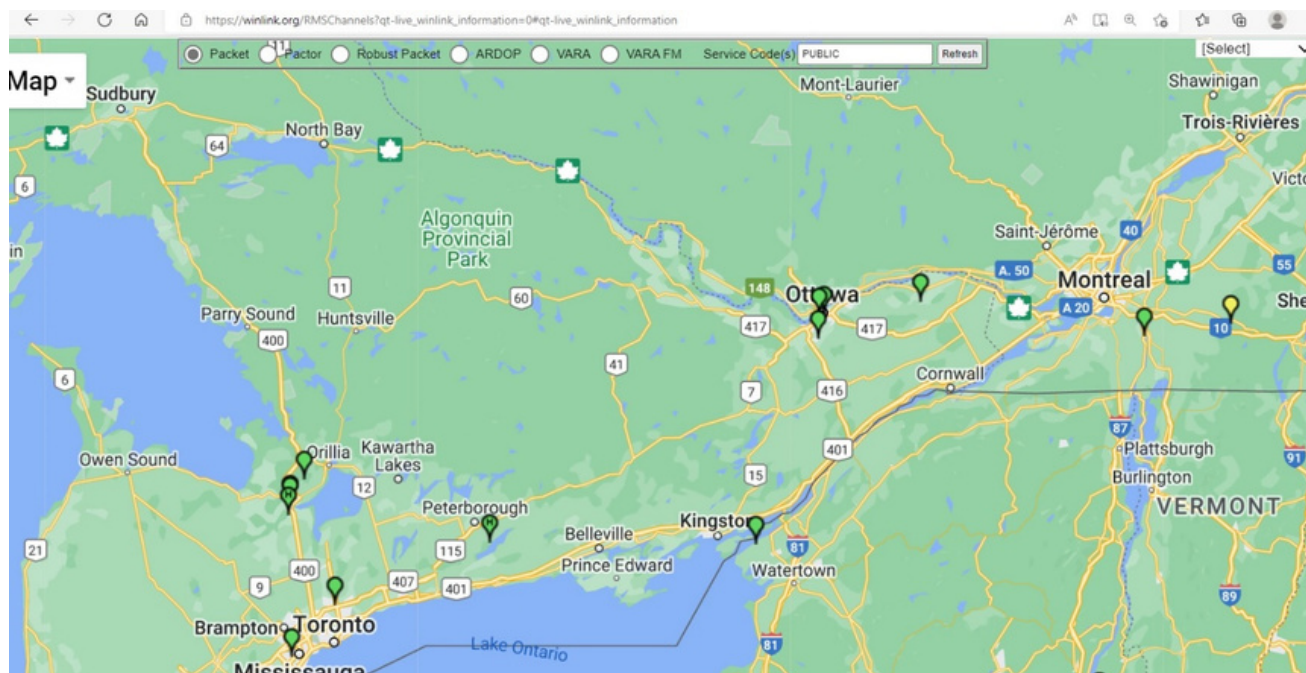 https://winlink.org/RMSChannels?qt-live_winlink_information=0#qt-live_winlink_information
Packet Pactor Robust Packet ARDOP VARA VARA FM Service Code(s) PUBLIC Refresh
[Select]
11
Map
Sudbury
Mont-Laurier
Shawinigan
North Bay
Trois-Rivières
64
6
Algonquin
Provincial
Park
Saint-Jérôme
40
A. 50
55
Montreal
11
148
Ottawa
60
A 20
Parry Sound
Huntsville
417
417
10
400
41
6
Cornwall
7
416
87
401
Plattsburgh
Orillia
Kawartha
Lakes
Owen Sound
91
15
12
Burlington
VERMONT
Peterborough
H
H
Kingston
Belleville
21
115
81
Prince Edward
Watertown
400
407
9
401
89
Brampton
Toronto
81
Lake Ontario
Mississauga